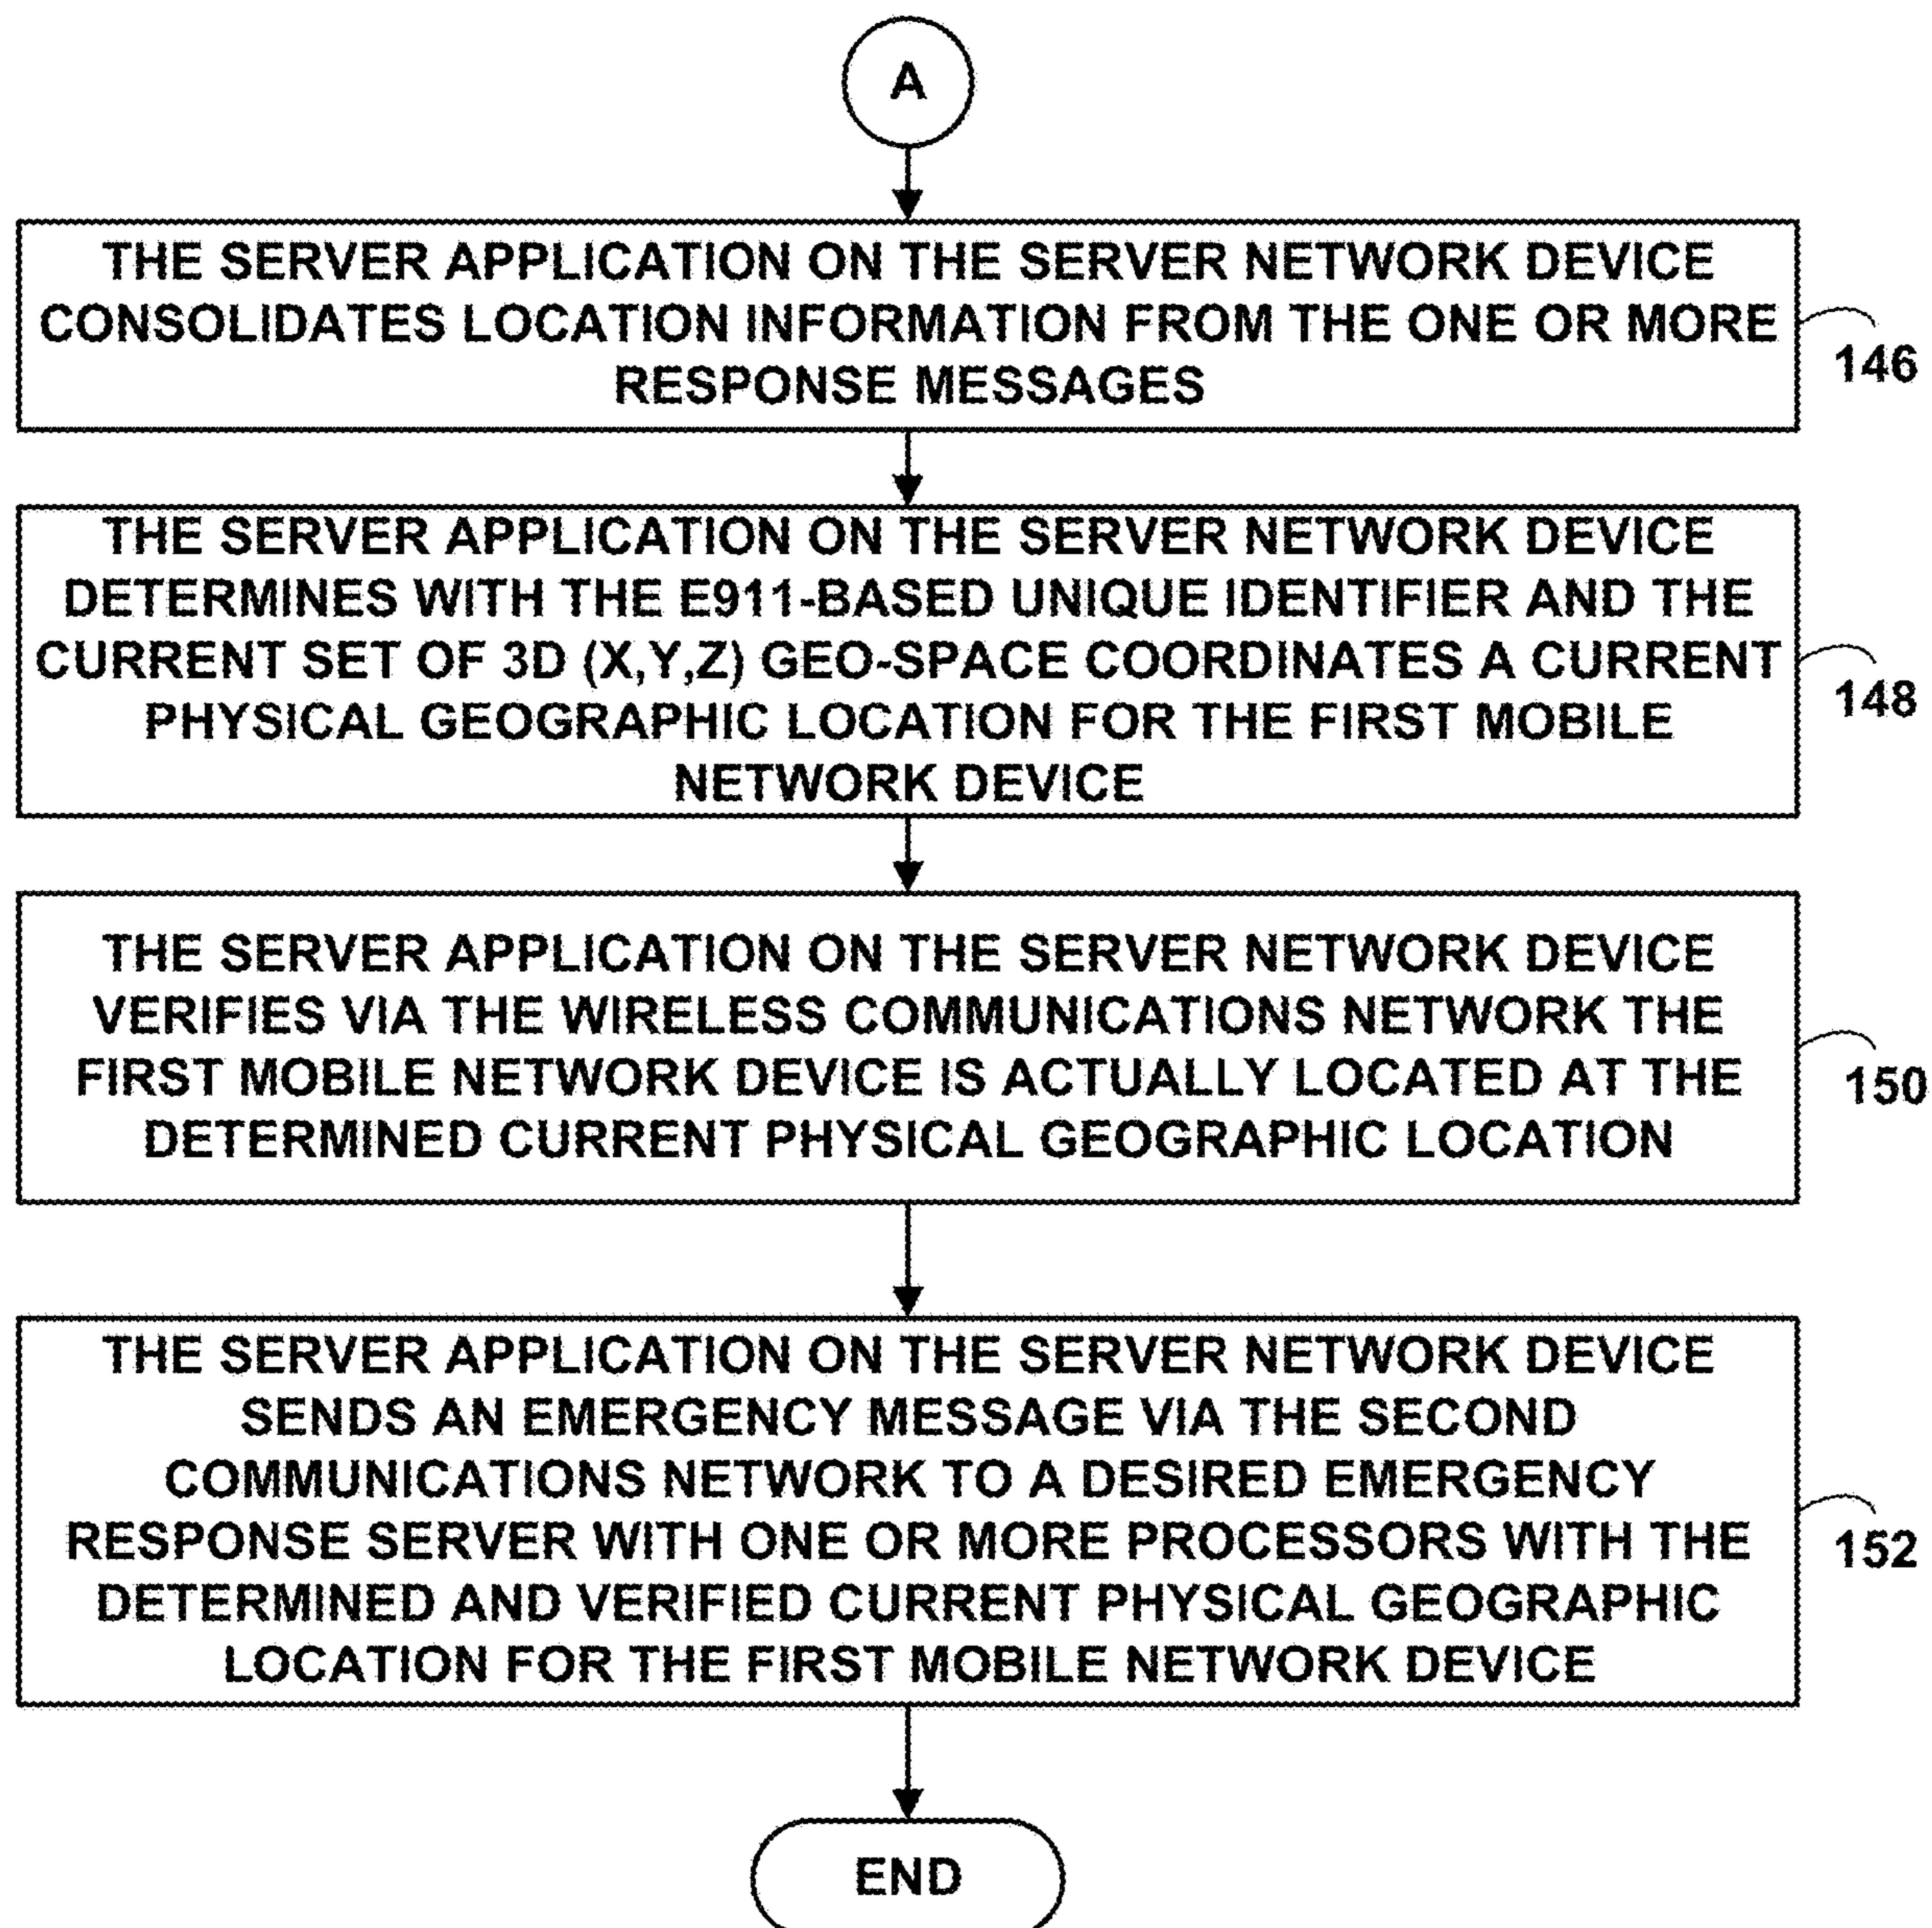 A
THE SERVER APPLICATION ON THE SERVER NETWORK DEVICE
CONSOLIDATES LOCATION INFORMATION FROM THE ONE OR MORE
RESPONSE MESSAGES
146
THE SERVER APPLICATION ON THE SERVER NETWORK DEVICE
DETERMINES WITH THE E911-BASED UNIQUE IDENTIFIER AND THE
CURRENT SET OF 3D (X,Y,Z) GEO-SPACE COORDINATES A CURRENT
PHYSICAL GEOGRAPHIC LOCATION FOR THE FIRST MOBILE
NETWORK DEVICE
148
THE SERVER APPLICATION ON THE SERVER NETWORK DEVICE
VERIFIES VIA THE WIRELESS COMMUNICATIONS NETWORK THE
FIRST MOBILE NETWORK DEVICE IS ACTUALLY LOCATED AT THE
DETERMINED CURRENT PHYSICAL GEOGRAPHIC LOCATION
150
THE SERVER APPLICATION ON THE SERVER NETWORK DEVICE
SENDS AN EMERGENCY MESSAGE VIA THE SECOND
COMMUNICATIONS NETWORK TO A DESIRED EMERGENCY
RESPONSE SERVER WITH ONE OR MORE PROCESSORS WITH THE
DETERMINED AND VERIFIED CURRENT PHYSICAL GEOGRAPHIC
LOCATION FOR THE FIRST MOBILE NETWORK DEVICE
152
END